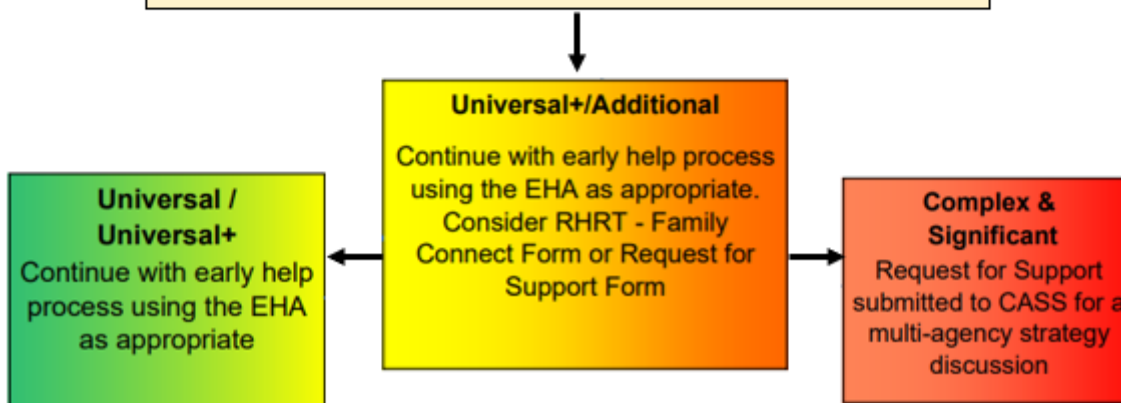 Universal+/Additional
Continue with early help process
using the EHA as appropriate.
Consider RHRT - Family
Connect Form or Request for
Support Form
Universal /
Universal+
Continue with early help
process using the EHA
as appropriate
Complex &
Significant
Request for Support
submitted to CASS for a
multi-agency strategy
discussion